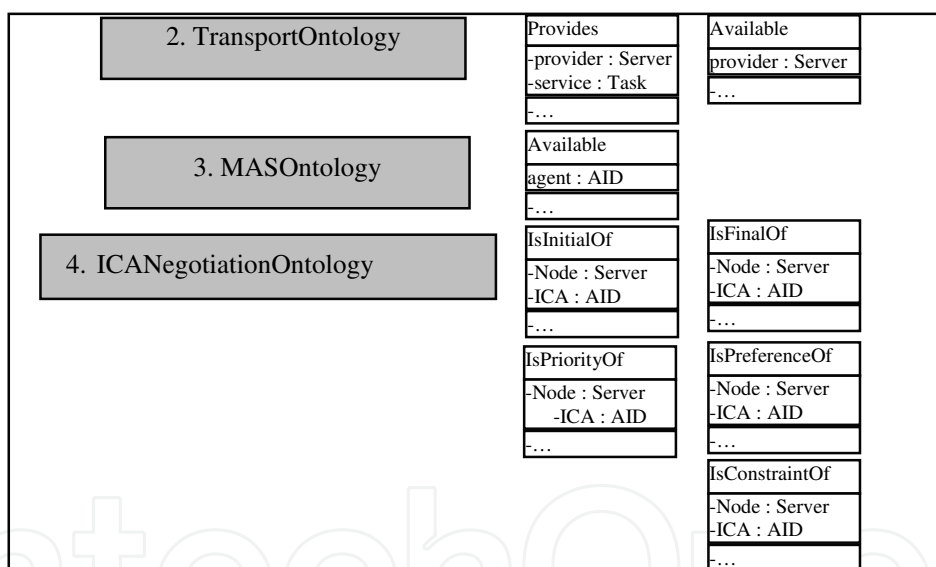 2. TransportOntology
Provides
-provider : Server
-service : Task
-…
Available
provider : Server
-…
3. MASOntology
Available
agent : AID
-…
4. ICANegotiationOntology
IsInitialOf
-Node : Server
-ICA : AID
-…
IsFinalOf
-Node : Server
-ICA : AID
-…
IsPriorityOf
-Node : Server
-ICA : AID
-…
IsPreferenceOf
-Node : Server
-ICA : AID
-…
IsConstraintOf
-Node : Server
-ICA : AID
-…